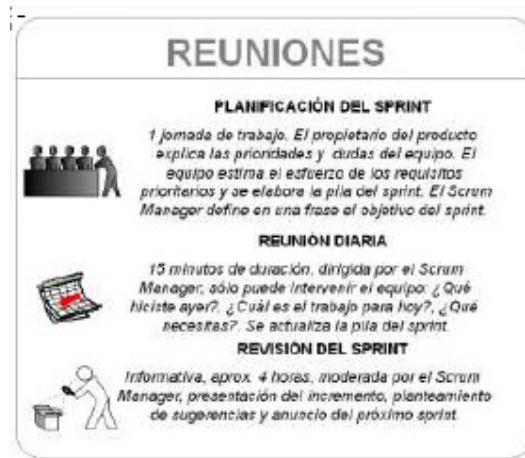 REUNIONES
PLANIFICACIÓN DEL SPRINT
1 jornada de trabajo. El propietario del producto
explica las prioridades y dudas del equipo. El
equipo estima el esfuerzo de los requisitos
prioritarios y se elabora la pila del sprint. El Scrum
Manager define en una frase el objetivo del sprint.
REUNIÓN DIARIA
15 minutos de duración, dirigida por el Scrum
Manager, sólo puede intervenir el equipo: ¿Qué
hiciste ayer?, ¿Cuál es el trabajo para hoy?, ¿Qué
necesitas?. Se actualiza la pila del sprint.
REVISIÓN DEL SPRINT
Informativa, aprox. 4 horas, moderada por el Scrum
Manager, presentación del incremento, planteamiento
de sugerencias y anuncio del próximo sprint.